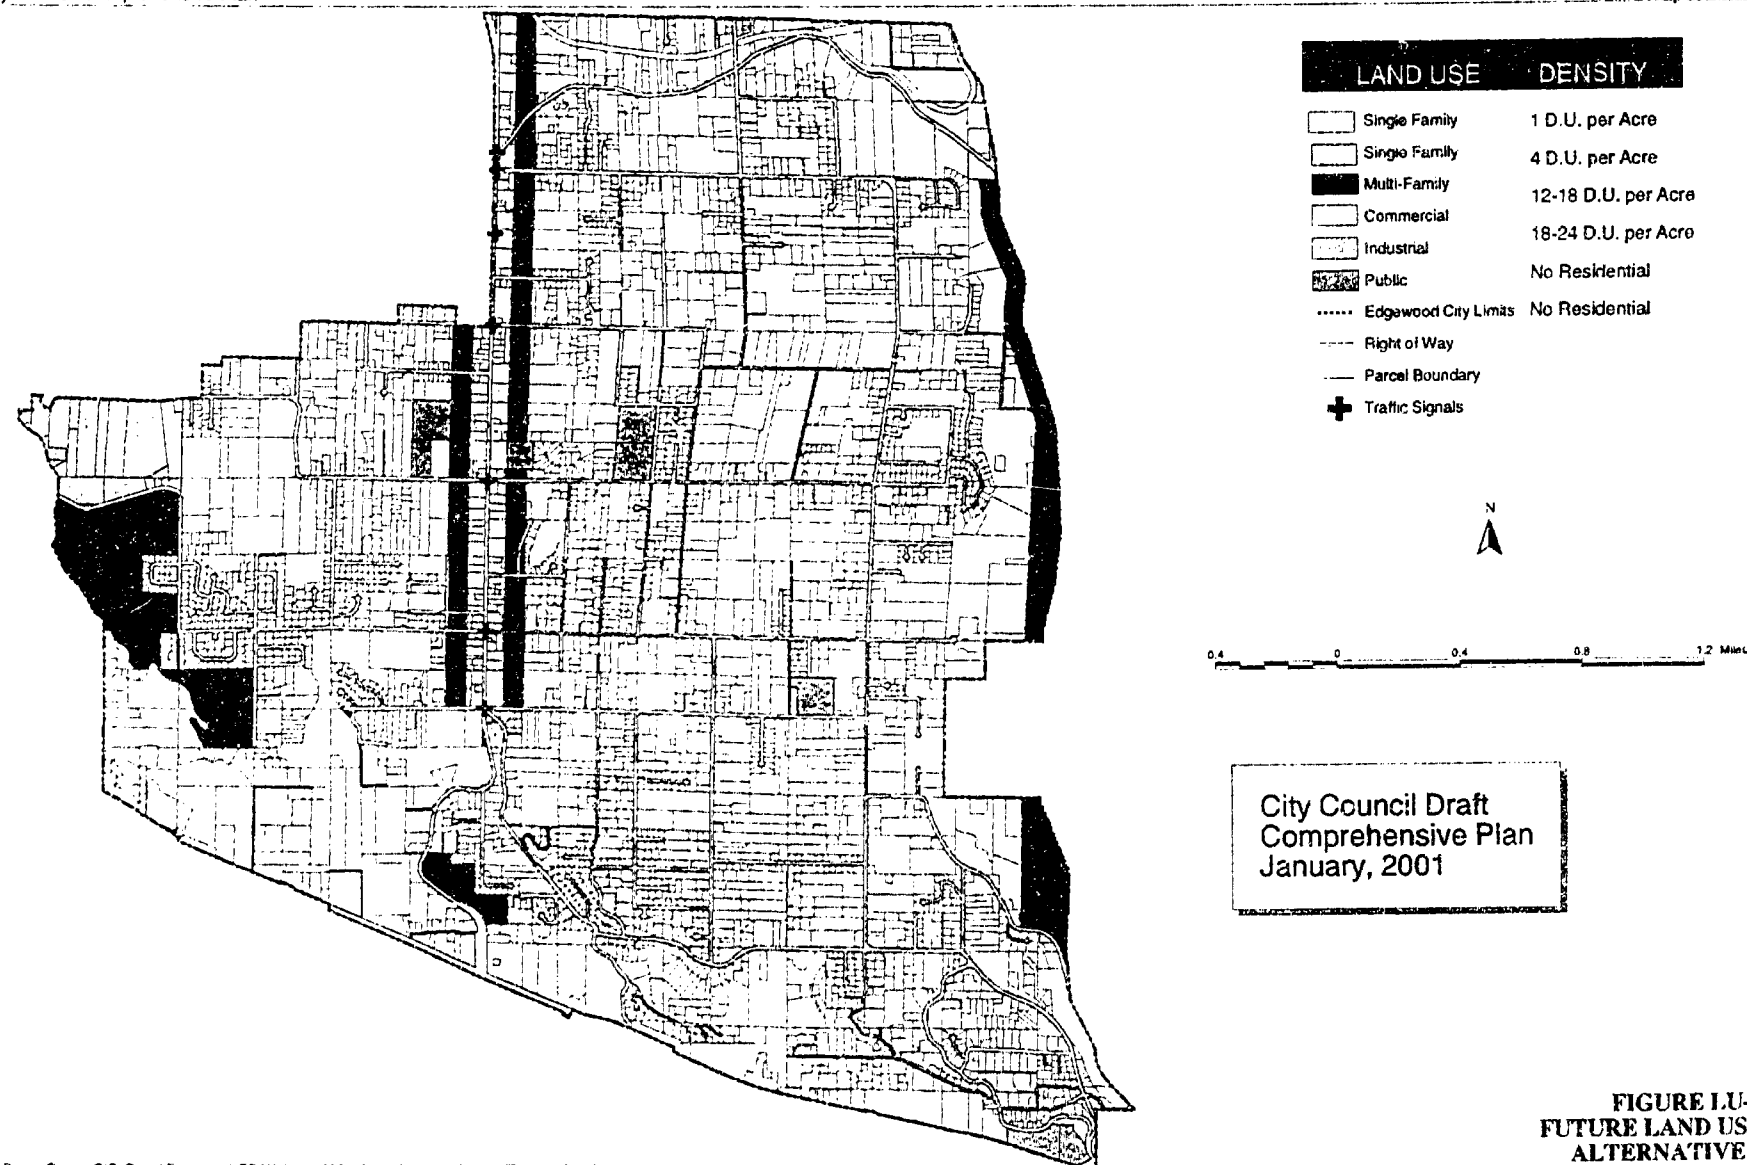 LAND USE DENSITY
Single Family 1 D.U. per Acre
Single Family 4 D.U. per Acre
Multi-Family 12-18 D.U. per Acre
Commercial 18-24 D.U. per Acre
Industrial No Residential
Public No Residential
Edgewood City Limits
Right of Way
Parcel Boundary
Traffic Signals
N
0.4 0 0.4 0.8 1.2 Miles
City Council Draft
Comprehensive Plan
January, 2001
FIGURE LU-
FUTURE LAND US
ALTERNATIVE